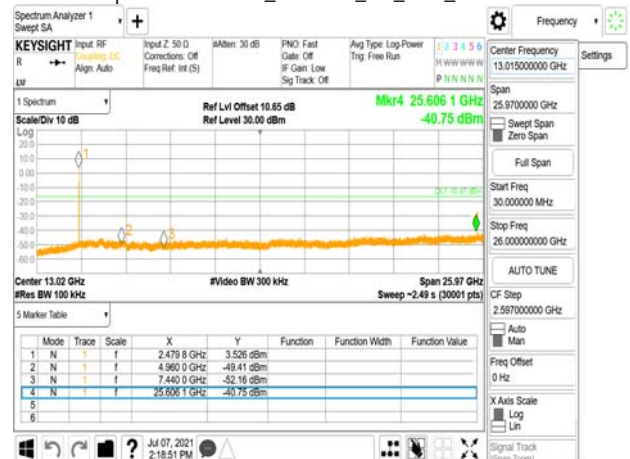 Spectrum Analyzer 1
Swept SA
+
Frequency
KEYSIGHT
R
Input: RF
Coupling: DC
Align: Auto
Input Z: 50 Ω
Corrections: Off
Freq Ref: Int (S)
#Atten: 30 dB
PNO: Fast
Gate: Off
IF Gain: Low
Sig Track: Off
Avg Type: Log-Power
Trig: Free Run
1 2 3 4 5 6
M W W W W W
P N N N N N
Center Frequency
13.015000000 GHz
Settings
Span
25.9700000 GHz
Swept Span
Zero Span
Full Span
Start Freq
30.000000 MHz
Stop Freq
26.000000000 GHz
AUTO TUNE
CF Step
2.597000000 GHz
Auto
Man
Freq Offset
0 Hz
X Axis Scale
Log
Lin
Signal Track
(Span Zoom)
1 Spectrum
Scale/Div 10 dB
Ref Lvl Offset 10.65 dB
Ref Level 30.00 dBm
Mkr4 25.606 1 GHz
-40.75 dBm
Log
20.0
10.0
0.00
-10.0
-20.0
-30.0
-40.0
-50.0
-60.0
1
2
3
Center 13.02 GHz
#Res BW 100 kHz
#Video BW 300 kHz
Span 25.97 GHz
Sweep ~2.49 s (30001 pts)
5 Marker Table
Mode Trace Scale X Y Function Function Width Function Value
1 N 1 f 2.479 8 GHz 3.526 dBm
2 N 1 f 4.960 0 GHz -49.41 dBm
3 N 1 f 7.440 0 GHz -52.16 dBm
4 N 1 f 25.606 1 GHz -40.75 dBm
5
6
?
Jul 07, 2021
2:18:51 PM